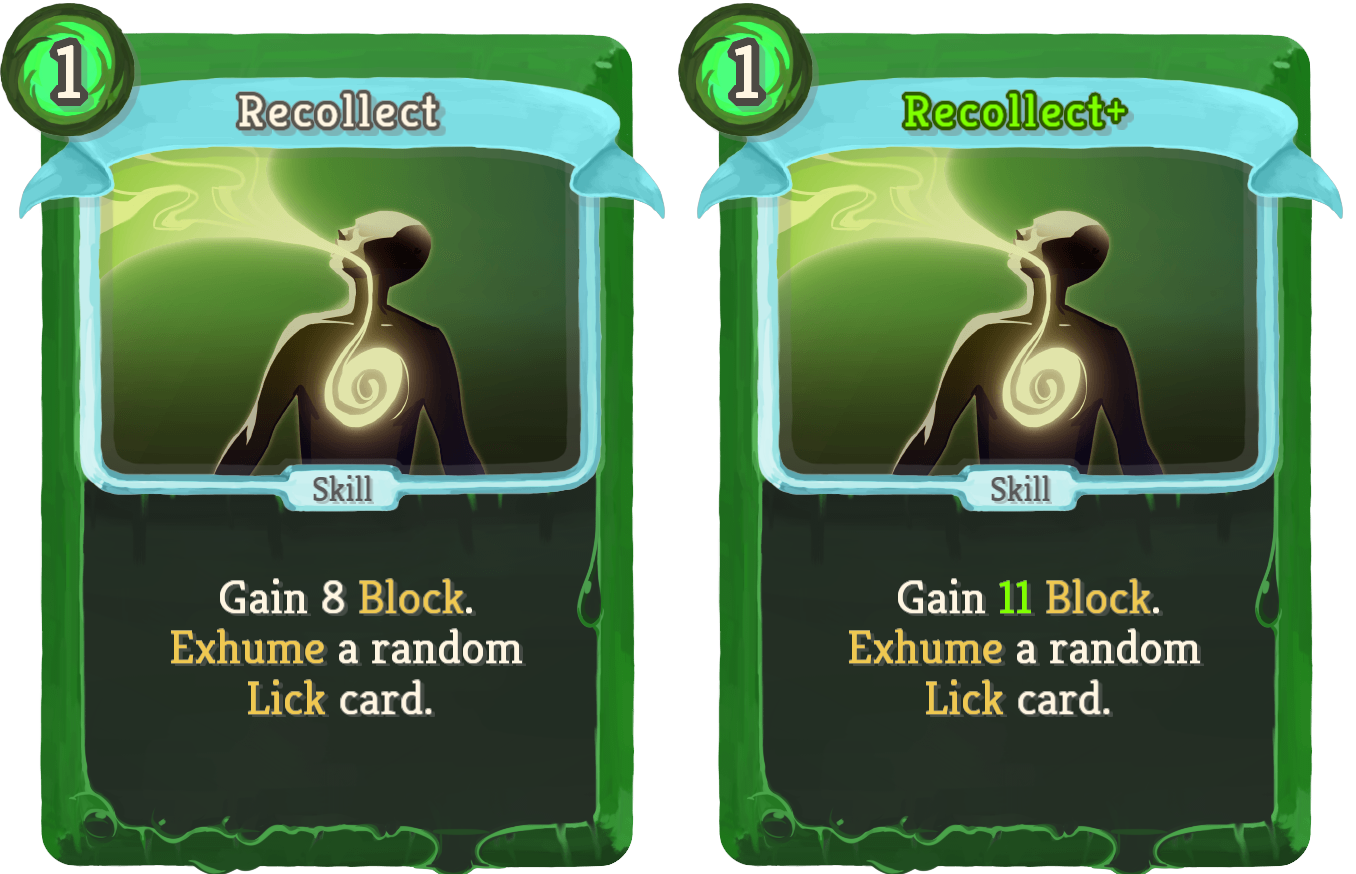 1
Recollect
Skill
Gain 8 Block.
Exhume a random
Lick card.
1
Recollect+
Skill
Gain 11 Block.
Exhume a random
Lick card.